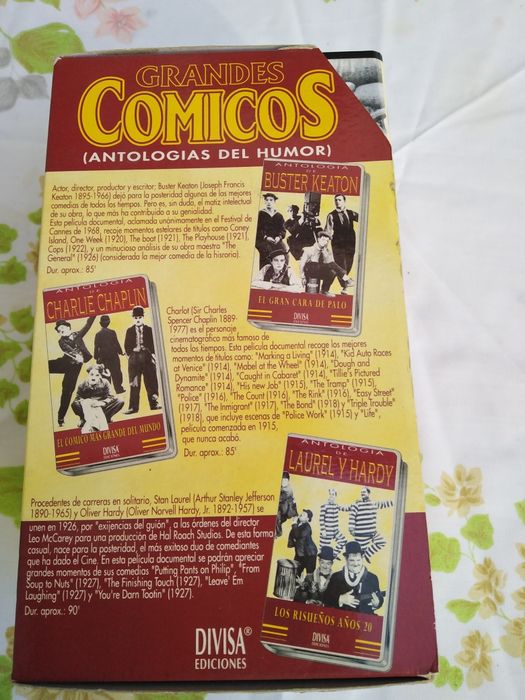 GRANDES
COMICOS
(ANTOLOGIAS DEL HUMOR)
Actor, director, productor y escritor; Buster Keaton (Joseph Francis
Keaton 1895-1966) dejó para la posteridad algunas de las mejores
comedias de todos los tiempos. Pero es, sin duda, el matiz intelectual
de su obra, lo que más ha contribuido a su genialidad.
Esta película documental, aclamada unánimemente en el Festival de
Cannes de 1968, recoje momentos estelares de títulos como Coney
Island, One Week (1920), The boat (1921), The Playhouse (1921),
Cops (1922), y un minucioso análisis de su obra maestra "The
General" (1926) (considerada la mejor comedia de la hisroria).
Dur. aprox.: 85'
ANTOLOGIA
DE
BUSTER KEATON
EL GRAN CARA DE PALO
DIVISA
EDICIONES
ANTOLOGIA
DE
CHARLIE CHAPLIN
EL COMICO MAS GRANDE DEL MUNDO
DIVISA
EDICIONES
Charlot (Sir Charles
Spencer Chaplin 1889-
1977) es el personaje
cinematográfico más famoso de
todos los tiempos. Esta película documental recoge los mejores
momentos de títulos como: "Marking a Living" (1914), "Kid Auto Races
at Venice" (1914), "Mabel at the Wheel" (1914), "Dough and
Dynamite" (1914), "Caught in Cabaret" (1914), "Tillie's Pictured
Romance" (1914), "His new Job" (1915), "The Tramp" (1915),
"Police" (1916), "The Count" (1916), "The Rink" (1916), "Easy Street"
(1917), "The Inmigrant" (1917), "The Bond" (1918) y "Triple Trouble"
(1918), que incluye escenas de "Police Work" (1915) y "Life",
película comenzada en 1915,
que nunca acabó.
Dur. aprox.: 85'
ANTOLOGIA
DE
LAUREL Y HARDY
LOS RISUEÑOS AÑOS 20
DIVISA
EDICIONES
Procedentes de carreras en solitario, Stan Laurel (Arthur Stanley Jefferson
1890-1965) y Oliver Hardy (Oliver Norvell Hardy, Jr. 1892-1957) se
unen en 1926, por "exijencias del guión", a las órdenes del director
Leo McCarey para una producción de Hal Roach Studios. De esta forma
casual, nace para la posteridad, el más exitoso duo de comediantes
que ha dado el Cine. En esta película documental se podrán apreciar
grandes momentos de sus comedias "Putting Pants on Philip", "From
Soup to Nuts" (1927), "The Finishing Touch (1927), "Leave' Em
Laughing" (1927) y "You're Darn Tootin" (1927).
Dur. aprox.: 90'
DIVISA®
EDICIONES